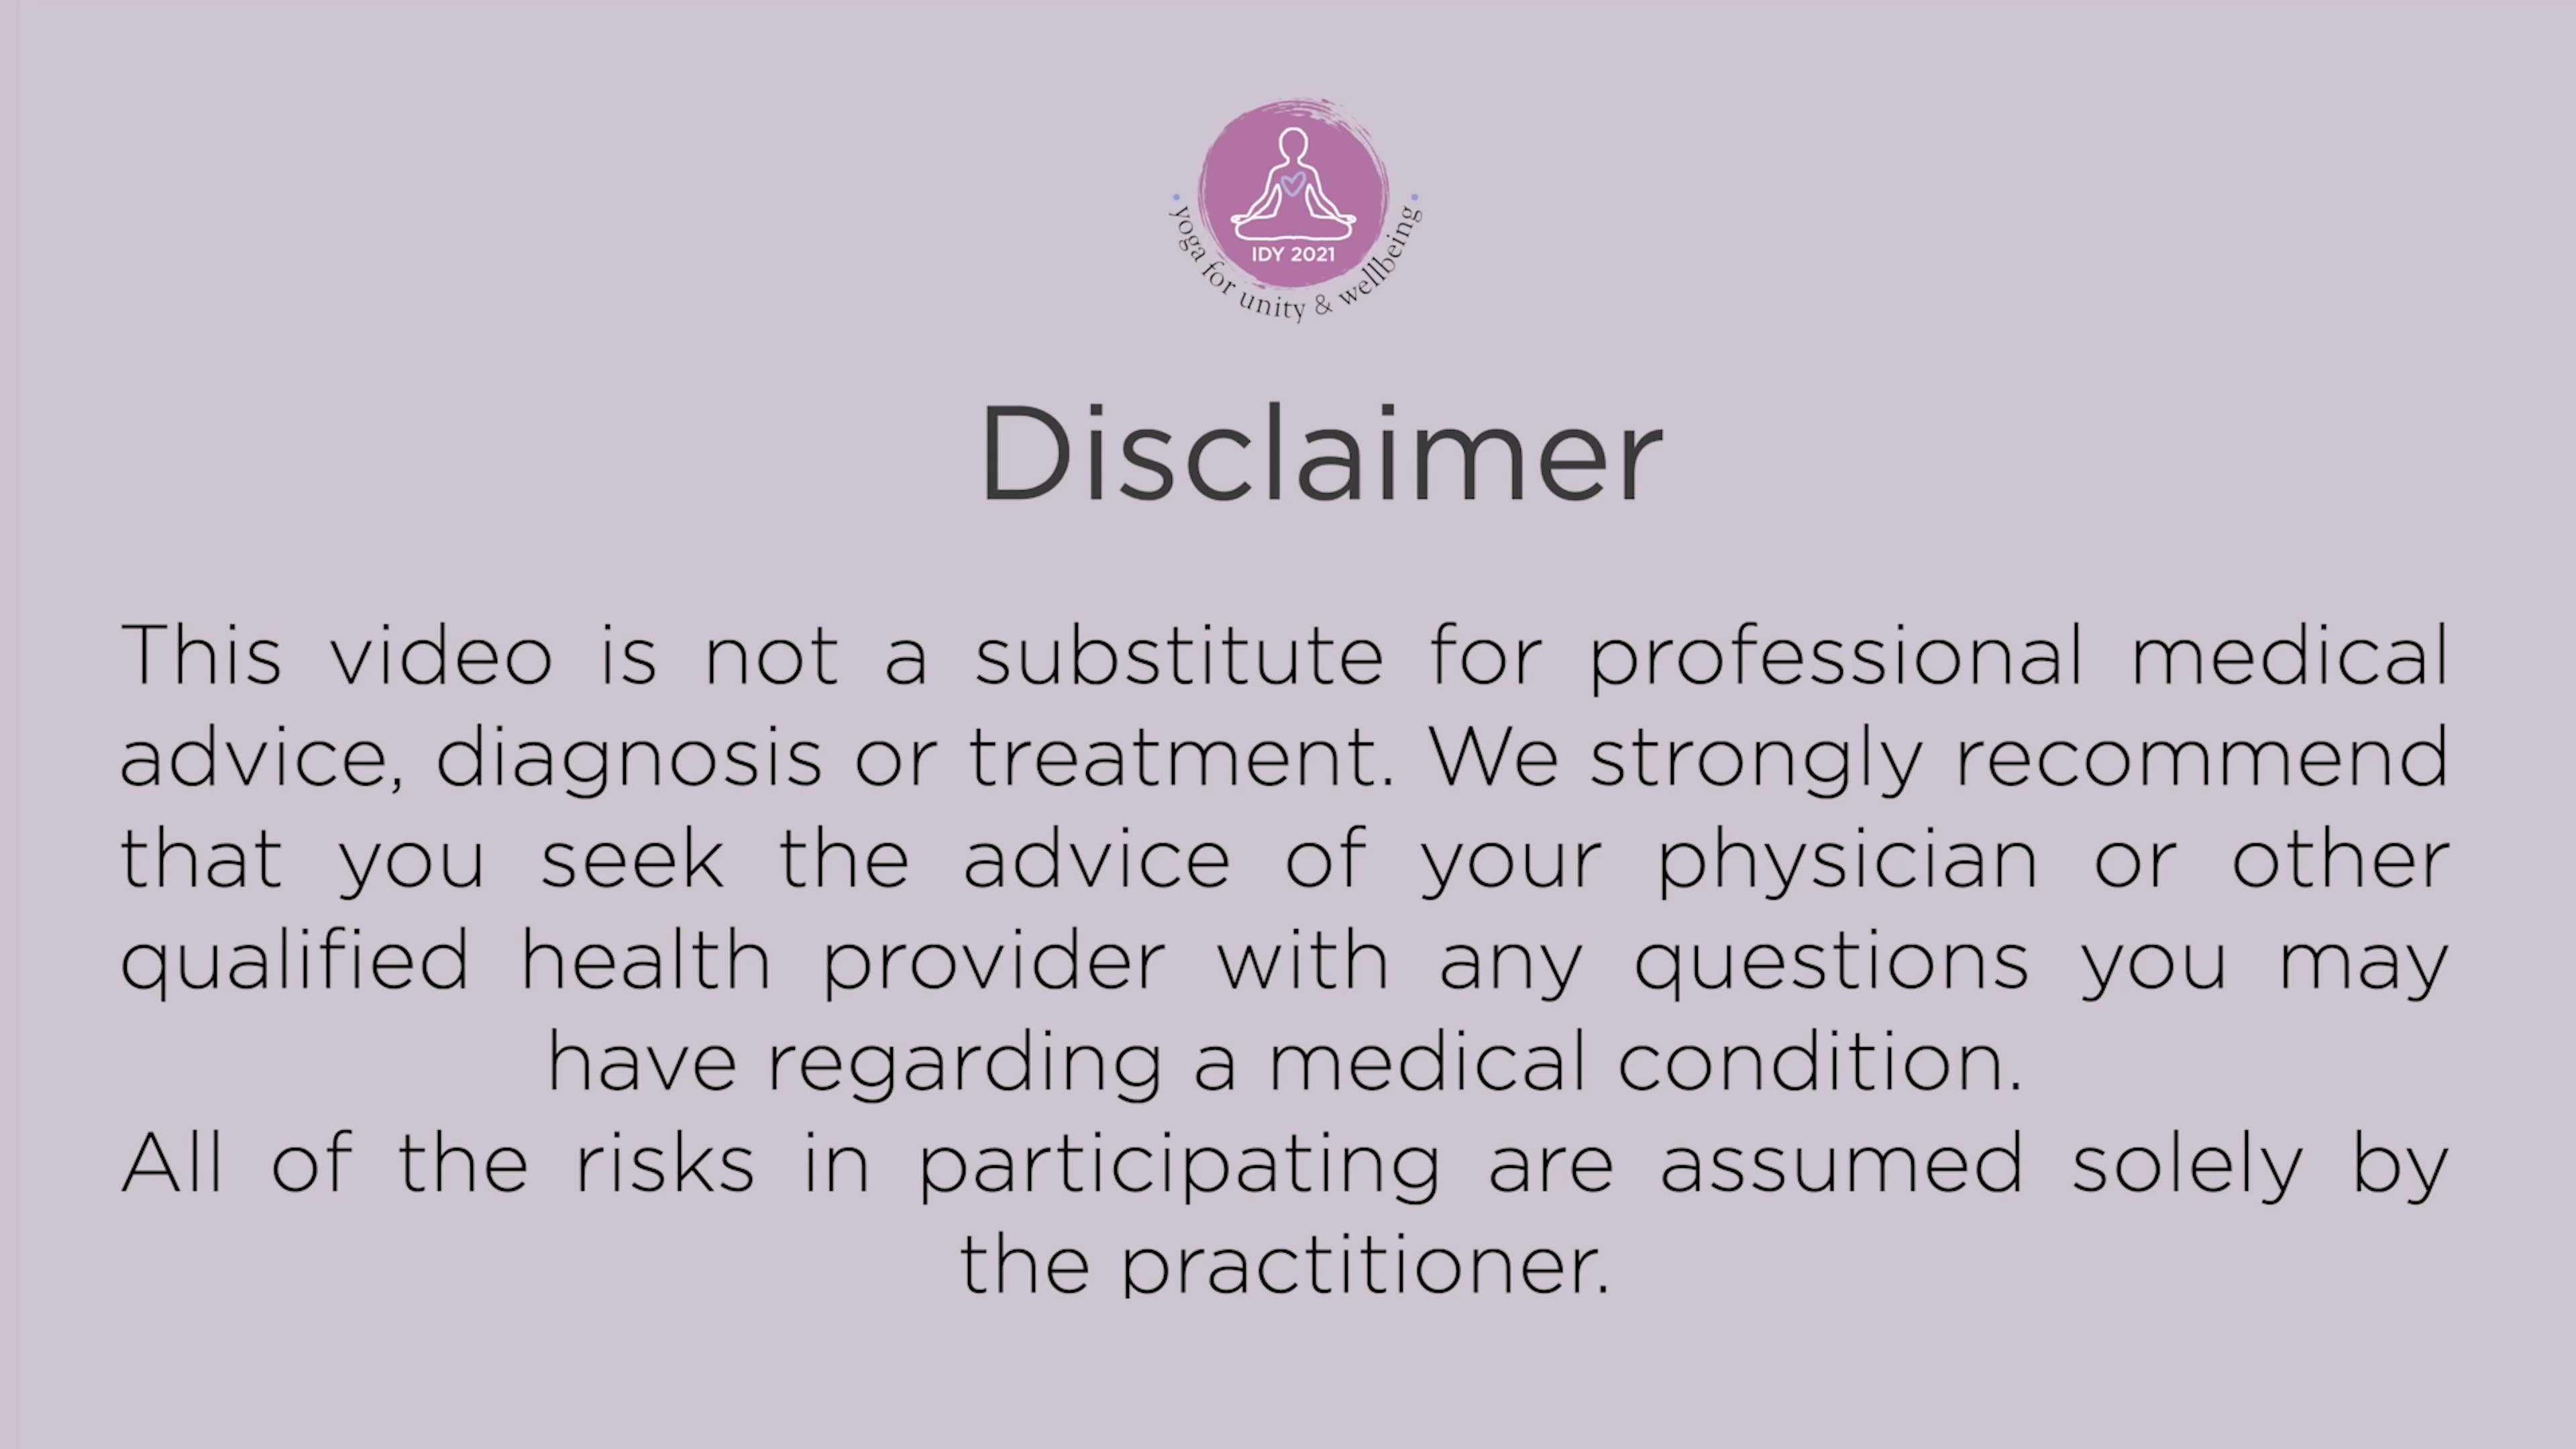 IDY 2021
yoga for unity & wellbeing
Disclaimer
This video is not a substitute for professional medical
advice, diagnosis or treatment. We strongly recommend
that you seek the advice of your physician or other
qualified health provider with any questions you may
have regarding a medical condition.
All of the risks in participating are assumed solely by
the practitioner.